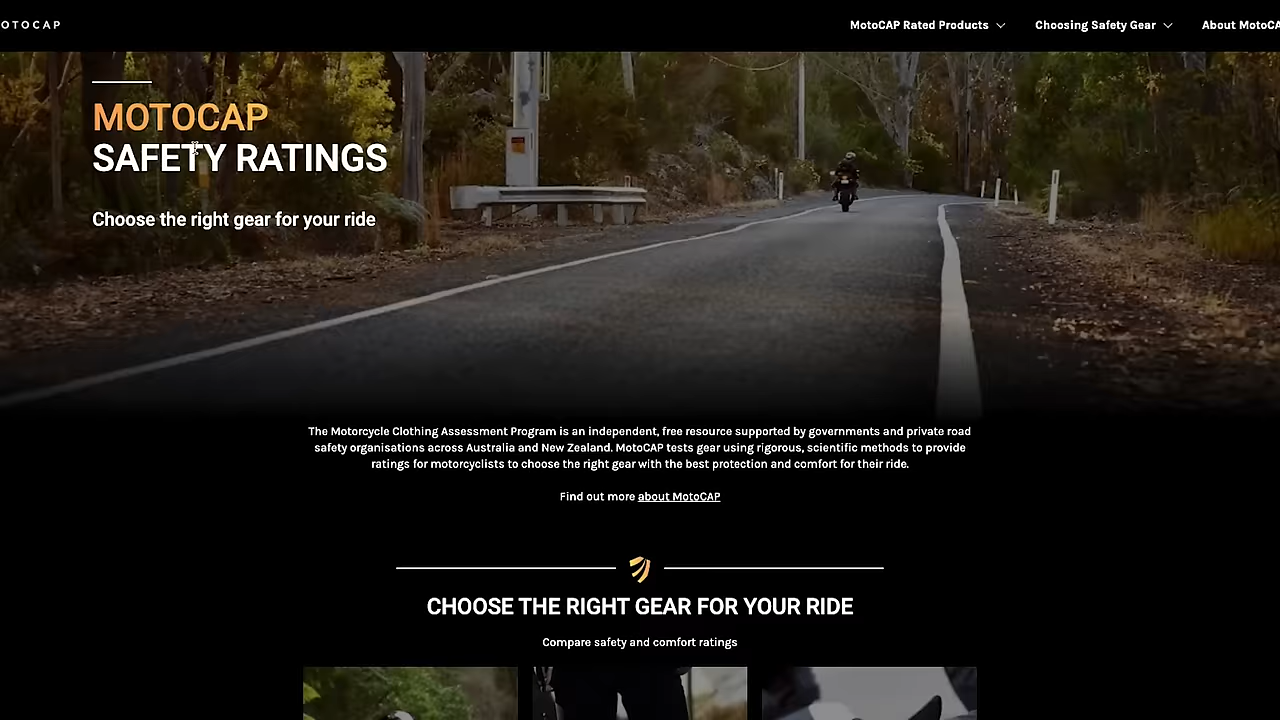 OTOCAP
MotoCAP Rated Products
Choosing Safety Gear
About MotoCA
MOTOCAP
SAFETY RATINGS
Choose the right gear for your ride
The Motorcycle Clothing Assessment Program is an independent, free resource supported by governments and private road
safety organisations across Australia and New Zealand. MotoCAP tests gear using rigorous, scientific methods to provide
ratings for motorcyclists to choose the right gear with the best protection and comfort for their ride.
Find out more about MotoCAP
CHOOSE THE RIGHT GEAR FOR YOUR RIDE
Compare safety and comfort ratings